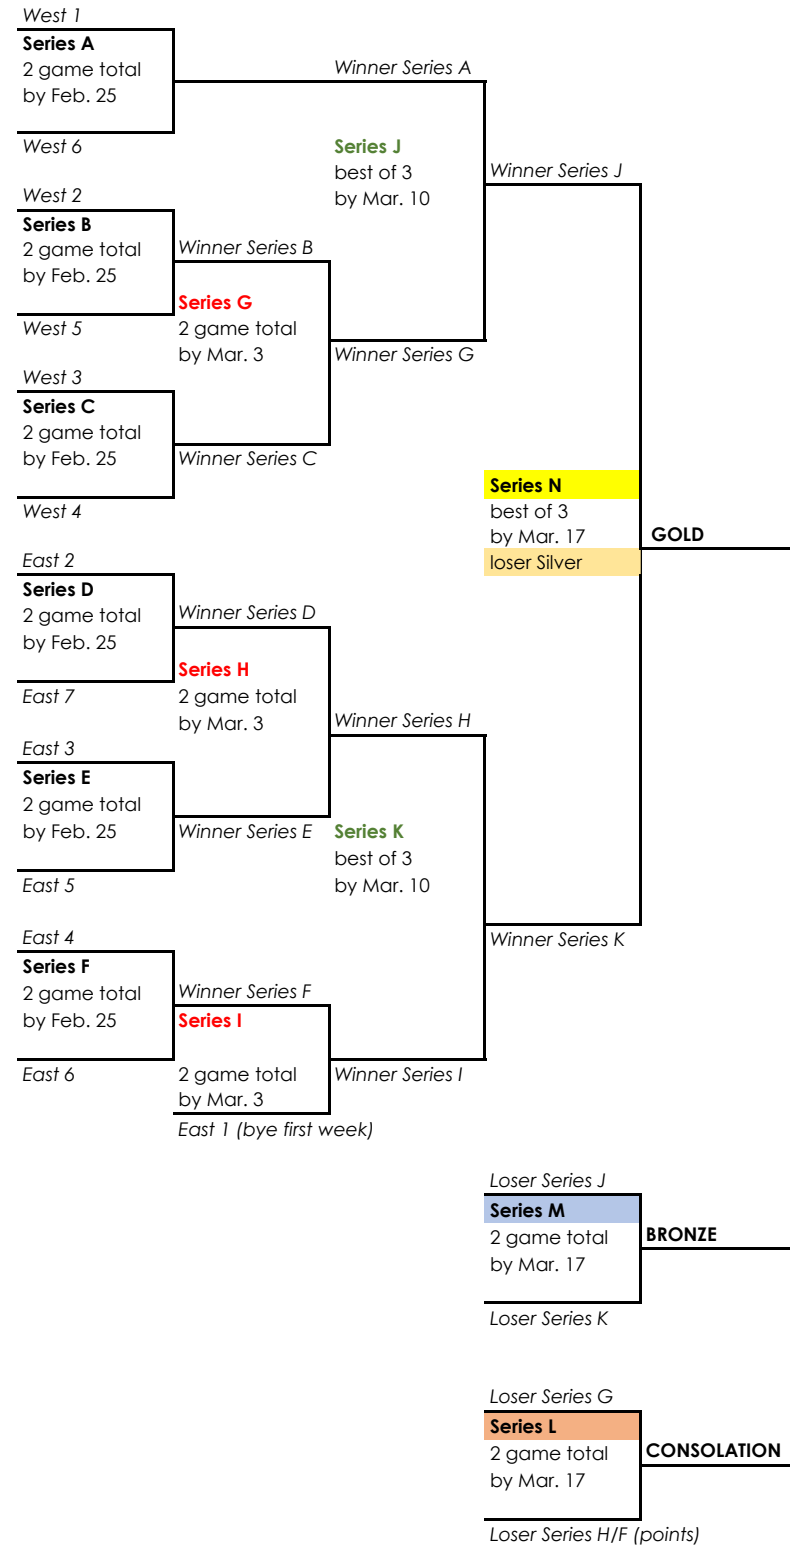 West 1
Series A
2 game total
by Feb. 25
West 6
Winner Series A
Series J
best of 3
by Mar. 10
Winner Series J
West 2
Series B
2 game total
by Feb. 25
West 5
Winner Series B
Series G
2 game total
by Mar. 3
Winner Series G
West 3
Series C
2 game total
by Feb. 25
West 4
Winner Series C
Series N
best of 3
by Mar. 17
loser Silver
GOLD
East 2
Series D
2 game total
by Feb. 25
East 7
Winner Series D
Series H
2 game total
by Mar. 3
Winner Series H
East 3
Series E
2 game total
by Feb. 25
East 5
Winner Series E
Series K
best of 3
by Mar. 10
Winner Series K
East 4
Series F
2 game total
by Feb. 25
East 6
Winner Series F
Series I
2 game total
by Mar. 3
East 1 (bye first week)
Winner Series I
Loser Series J
Series M
2 game total
by Mar. 17
Loser Series K
BRONZE
Loser Series G
Series L
2 game total
by Mar. 17
Loser Series H/F (points)
CONSOLATION